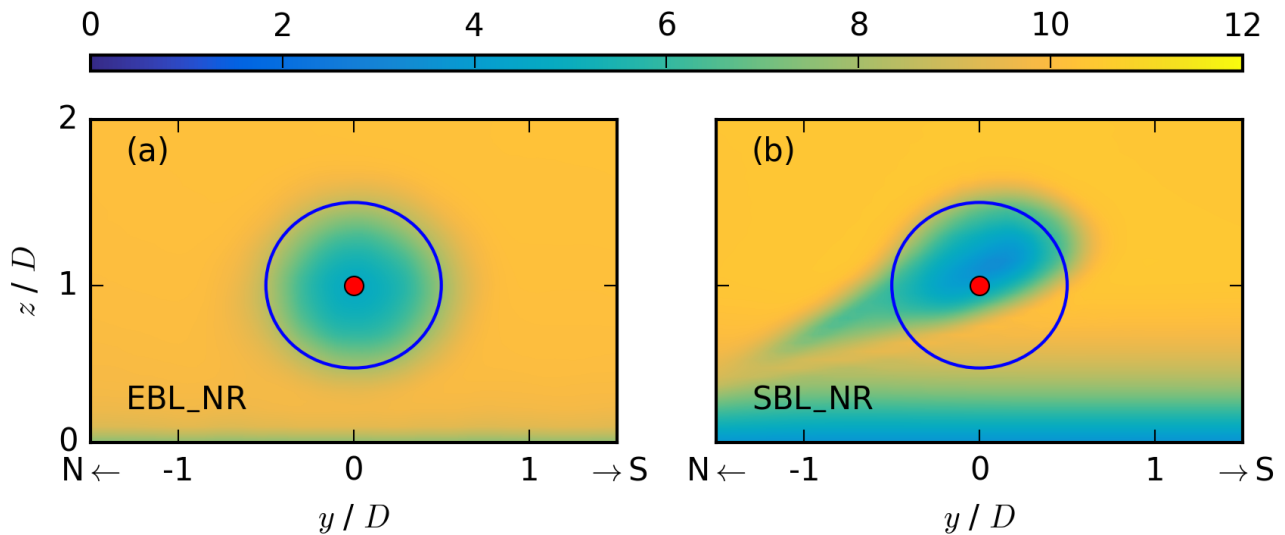 0 2 4 6 8 10 12
2 (a) (b)
z / D 1
EBL_NR SBL_NR
0
N← -1 0 1 →S N← -1 0 1 →S
y / D y / D